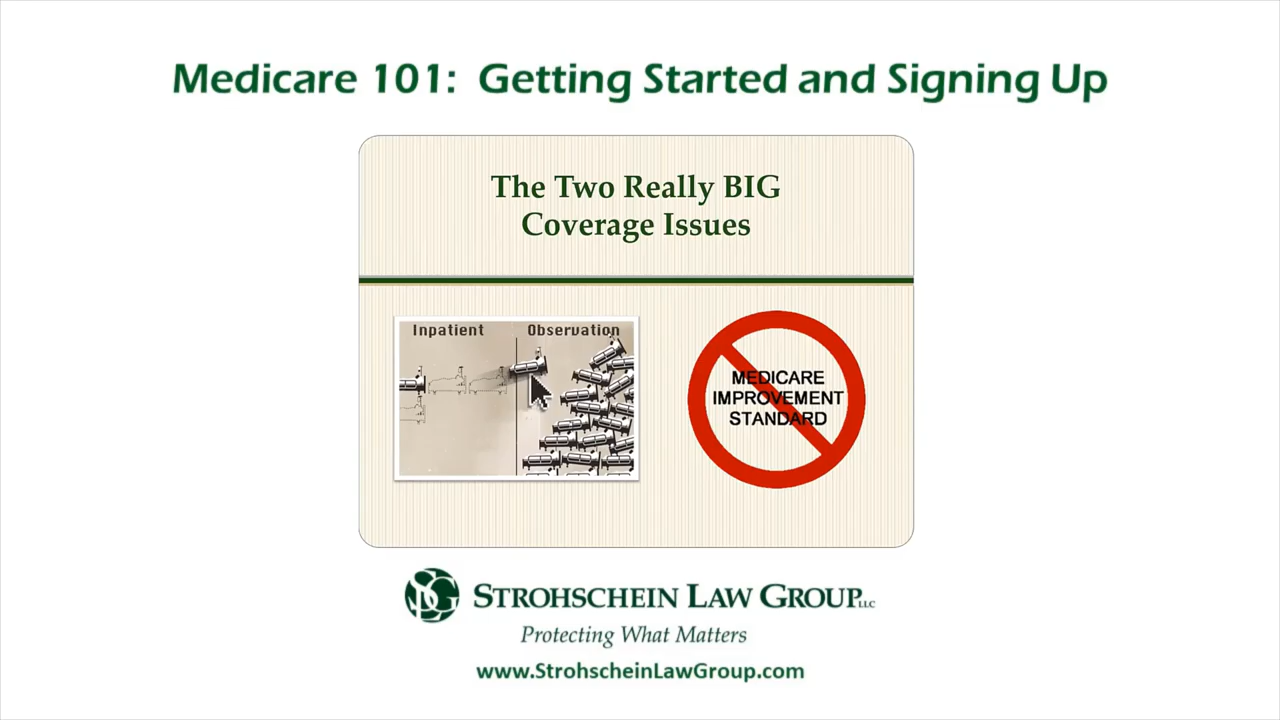 Medicare 101: Getting Started and Signing Up
The Two Really BIG
Coverage Issues
Inpatient
Observation
MEDICARE
IMPROVEMENT
STANDARD
STROHSCHEIN LAW GROUP, LLC
Protecting What Matters
www.StrohscheinLawGroup.com